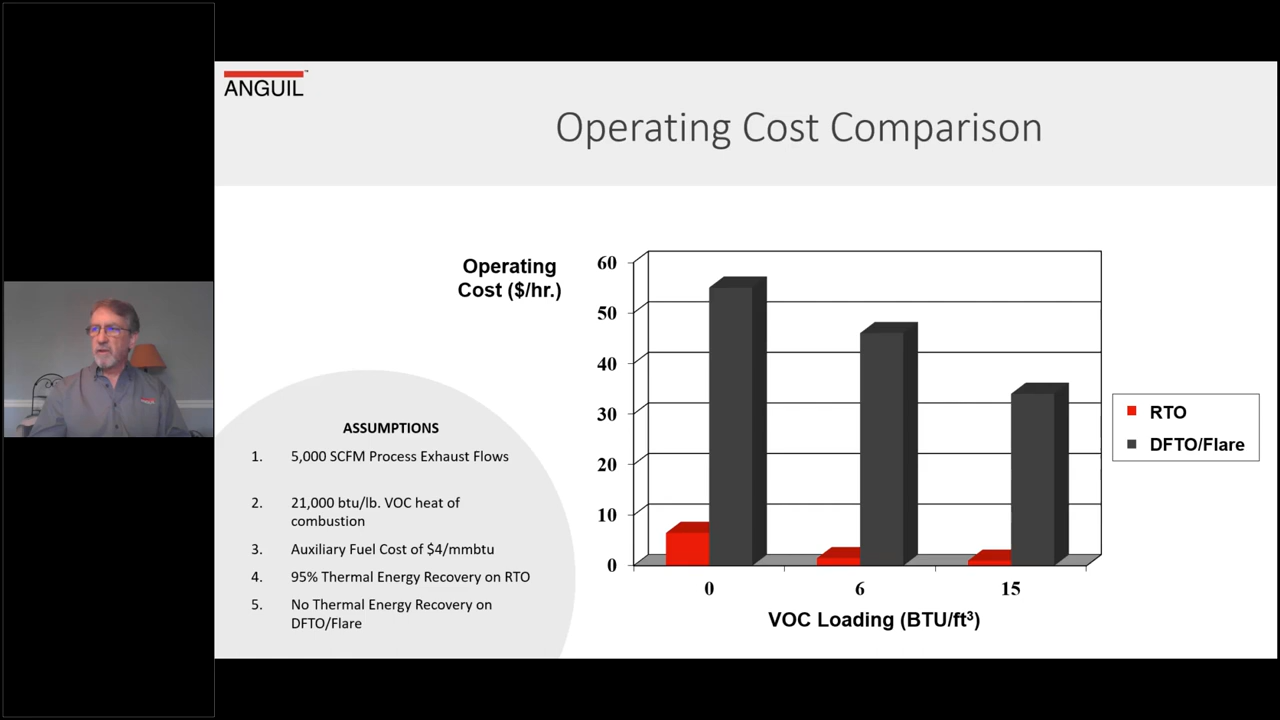 ANGUIL™
Operating Cost Comparison
Operating
Cost ($/hr.)
60
50
40
30
20
10
0
0
6
15
VOC Loading (BTU/ft³)
RTO
DFTO/Flare
ASSUMPTIONS
1. 5,000 SCFM Process Exhaust Flows
2. 21,000 btu/lb. VOC heat of
combustion
3. Auxiliary Fuel Cost of $4/mmbtu
4. 95% Thermal Energy Recovery on RTO
5. No Thermal Energy Recovery on
DFTO/Flare